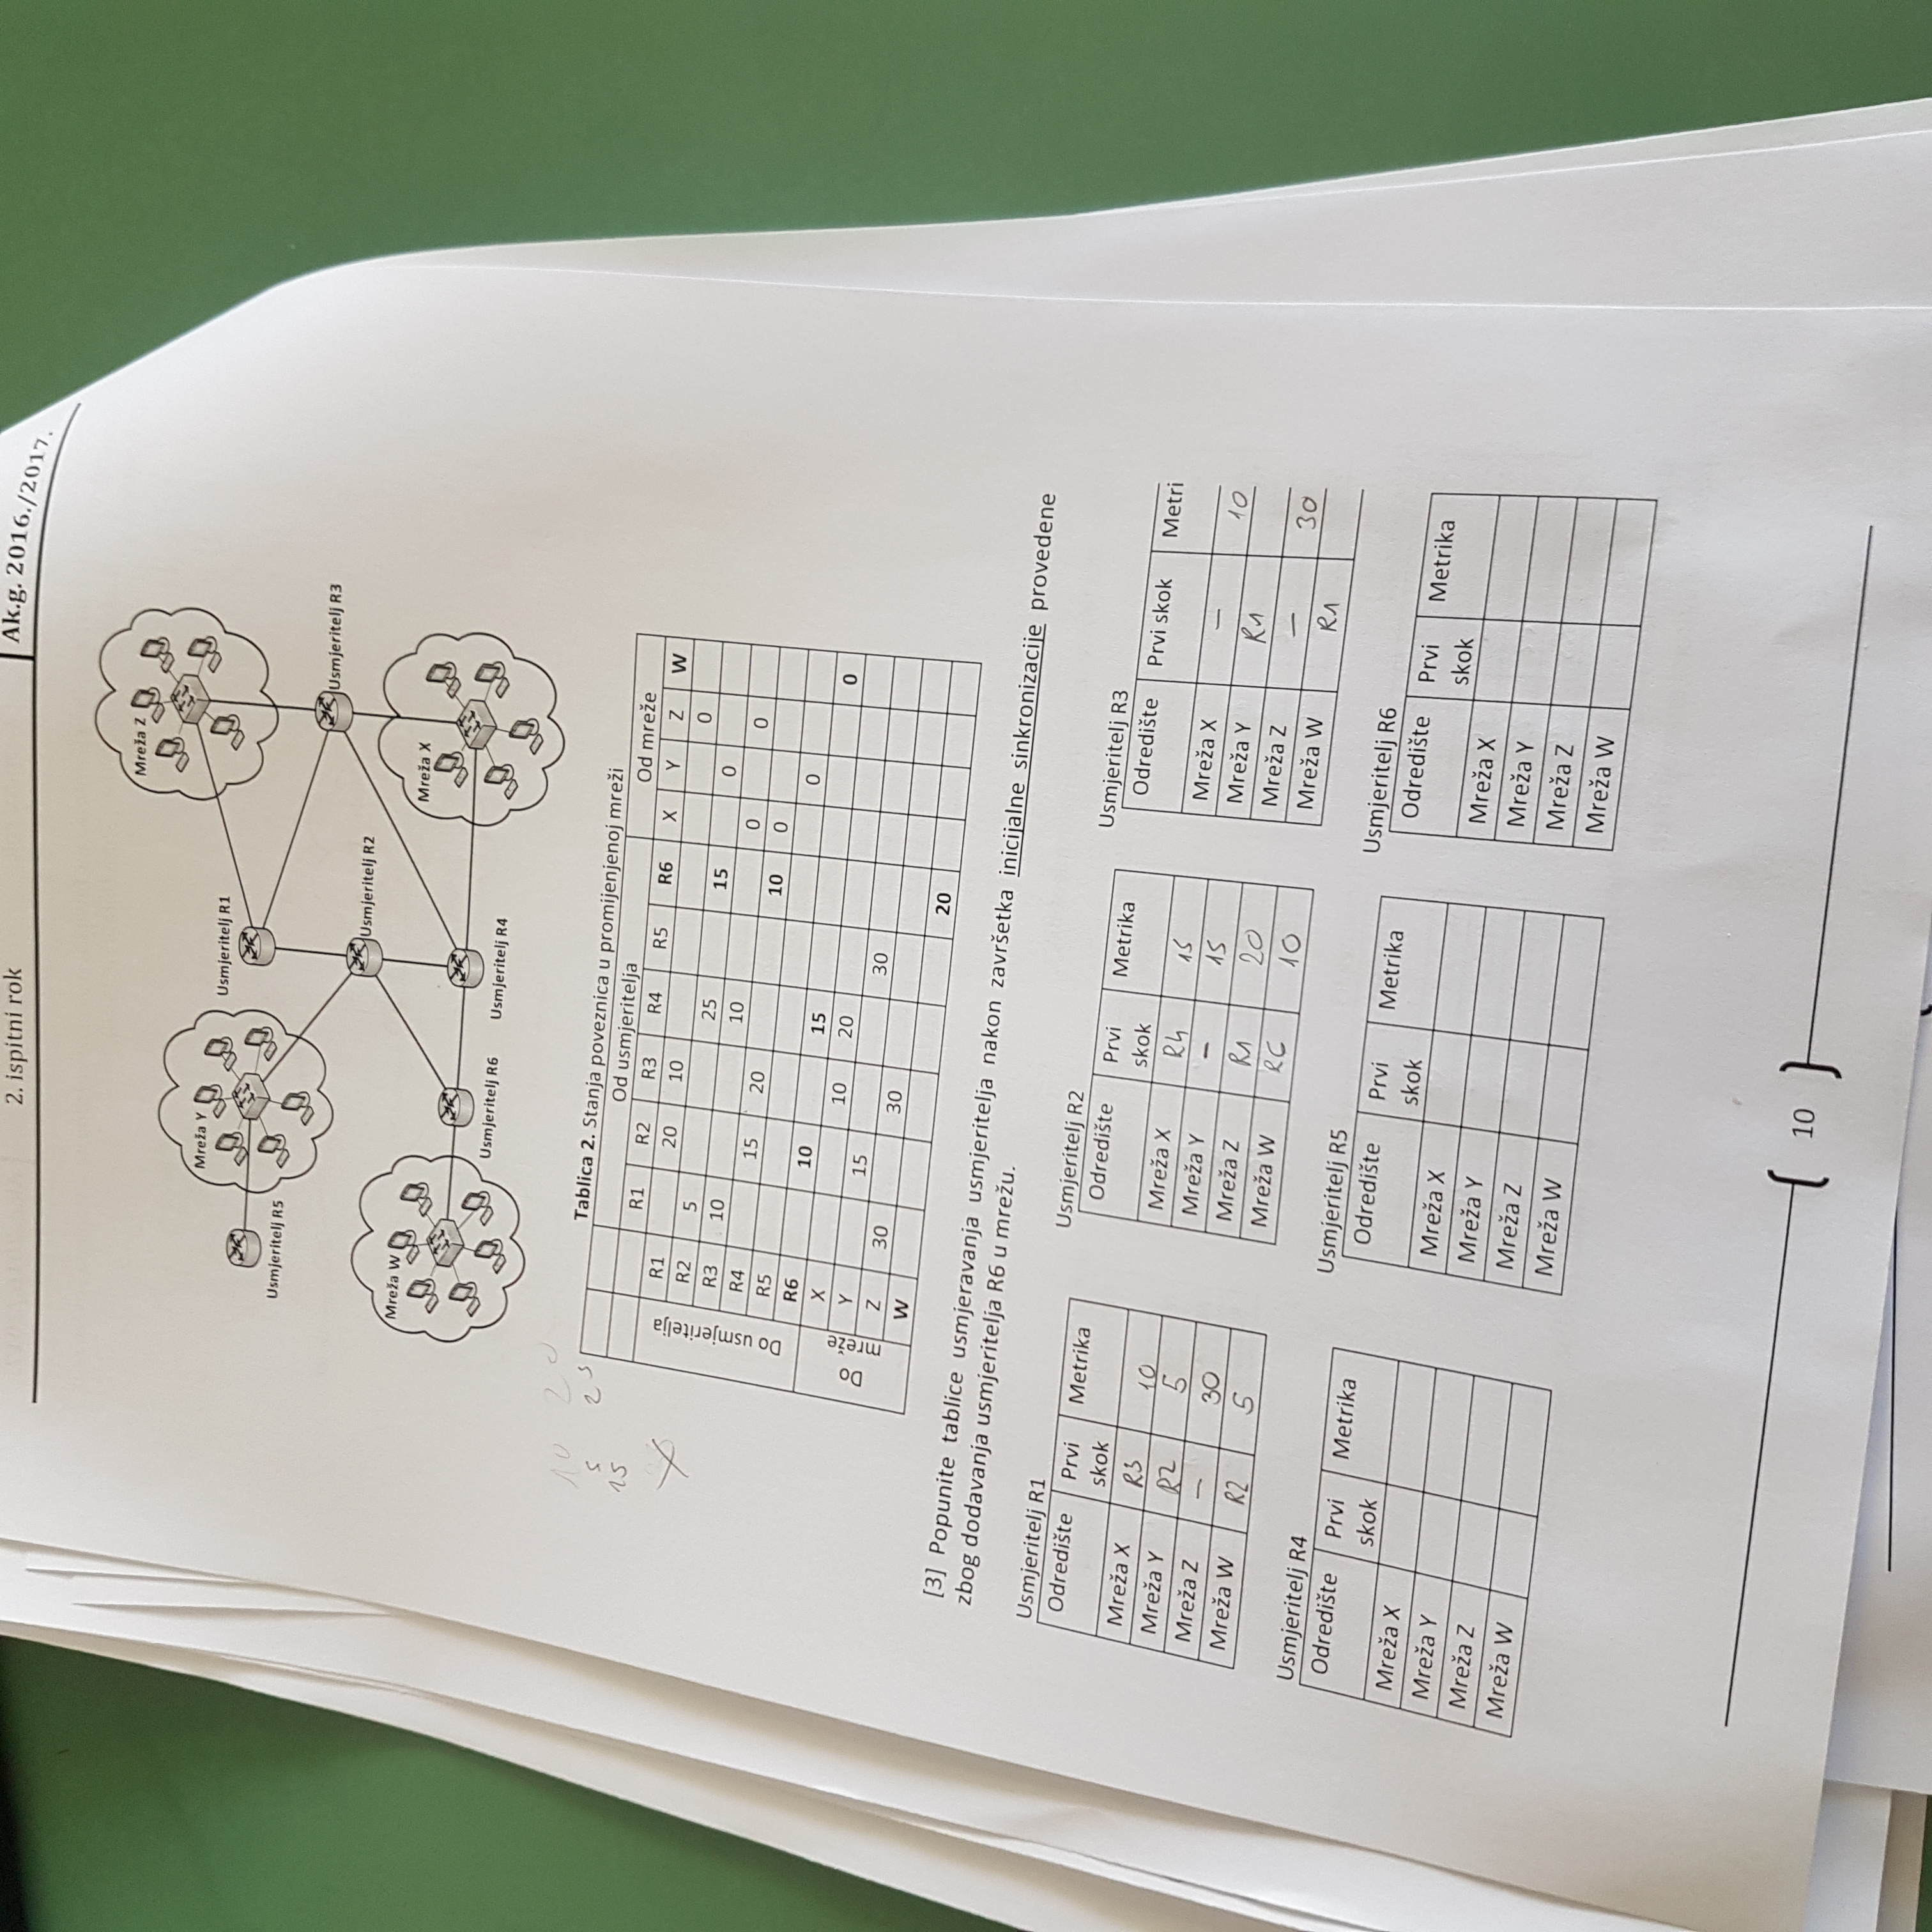 2. ispitni rok
Ak.g. 2016./2017.
Mreža Z
Mreža Y
Usmjeritelj R1
Usmjeritelj R5
Usmjeritelj R3
Usmjeritelj R2
Mreža W
Mreža X
Usmjeritelj R6
Usmjeritelj R4
10 20
5 25
15
Tablica 2. Stanja poveznica u promijenjenoj mreži
Od usmjeritelja Od mreže
R1 R2 R3 R4 R5 R6 X Y Z W
Do usmjeritelja
R1 20 10 0
R2 5 25 15 0
R3 10 10 0 0
R4 15 20 10 0
R5 0
R6 10 15 0
Do mreže
X 10 20
Y 15 30
Z 30 30
W 20
[3] Popunite tablice usmjeravanja usmjeritelja nakon završetka inicijalne sinkronizacije provedene
zbog dodavanja usmjeritelja R6 u mrežu.
Usmjeritelj R1
Odredište Prvi skok Metrika
Mreža X R3 10
Mreža Y R2 5
Mreža Z — 30
Mreža W R2 5
Usmjeritelj R2
Odredište Prvi skok Metrika
Mreža X R4 15
Mreža Y — 15
Mreža Z R1 20
Mreža W R6 10
Usmjeritelj R3
Odredište Prvi skok Metri
Mreža X — 10
Mreža Y R1
Mreža Z — 30
Mreža W R1
Usmjeritelj R4
Odredište Prvi skok Metrika
Mreža X
Mreža Y
Mreža Z
Mreža W
Usmjeritelj R5
Odredište Prvi skok Metrika
Mreža X
Mreža Y
Mreža Z
Mreža W
Usmjeritelj R6
Odredište Prvi skok Metrika
Mreža X
Mreža Y
Mreža Z
Mreža W
10